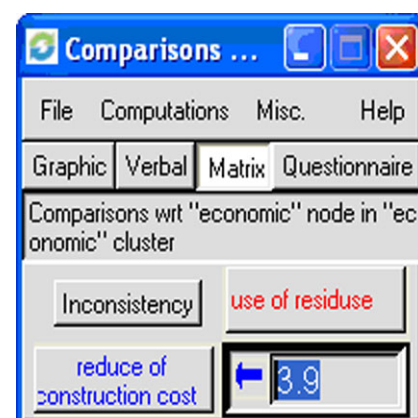 Comparisons ...
File Computations Misc. Help
Graphic Verbal Matrix Questionnaire
Comparisons wrt "economic" node in "ec
onomic" cluster
Inconsistency use of residuse
reduce of
construction cost 3.9